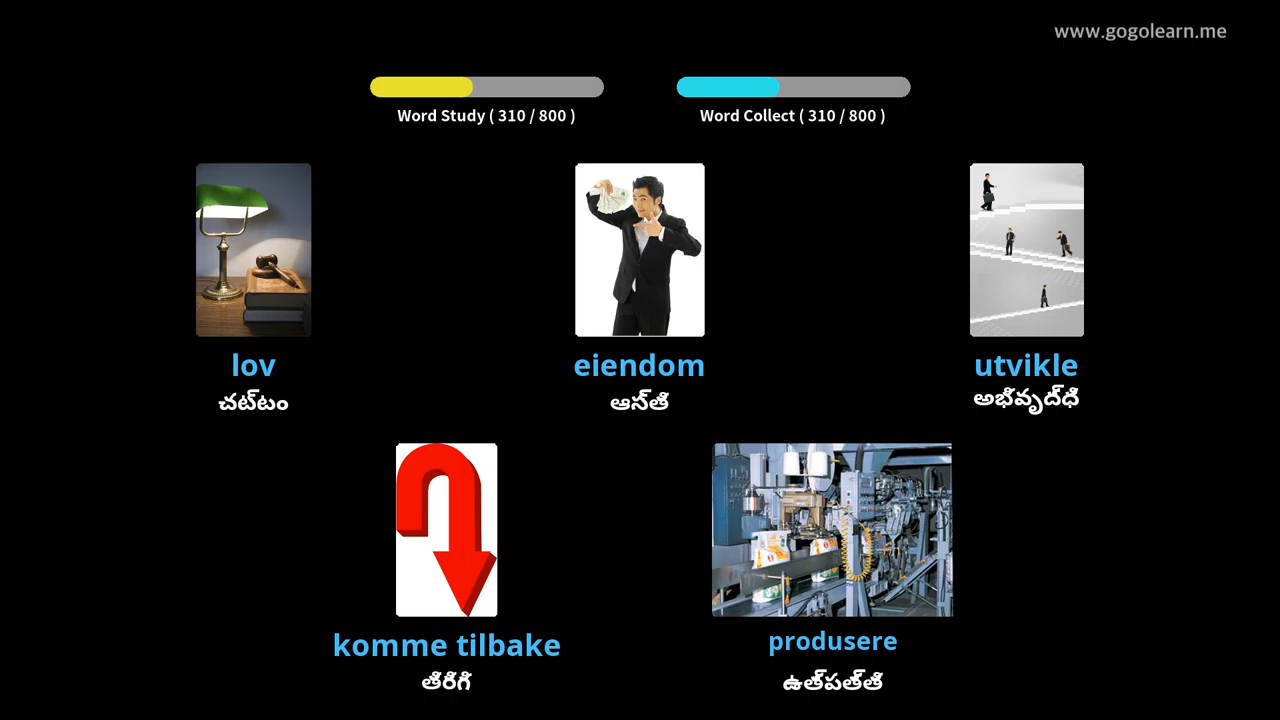 www.gogolearn.me
Word Study ( 310 / 800 )
Word Collect ( 310 / 800 )
lov
eiendom
utvikle
చట్టం
ఆస్తి
అభివృద్ధి
komme tilbake
produsere
తిరిగి
ఉత్పత్తి